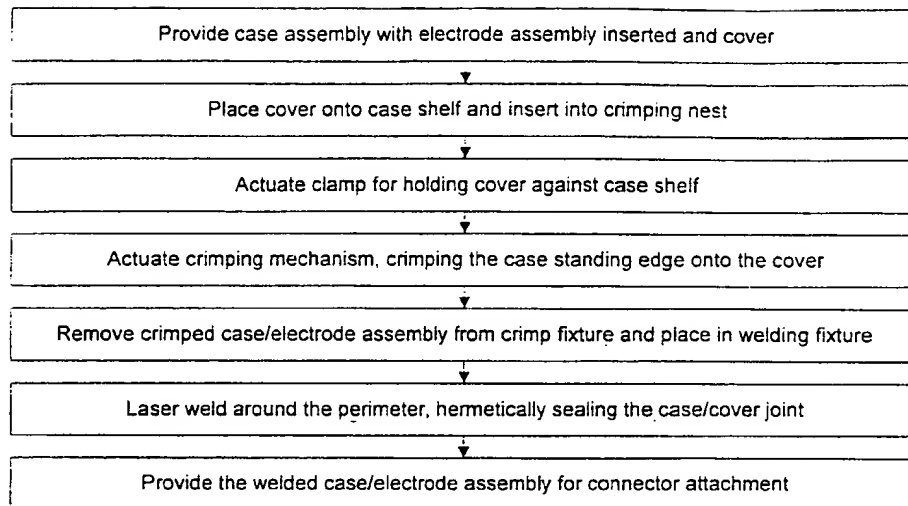 Provide case assembly with electrode assembly inserted and cover
Place cover onto case shelf and insert into crimping nest
Actuate clamp for holding cover against case shelf
Actuate crimping mechanism, crimping the case standing edge onto the cover
Remove crimped case/electrode assembly from crimp fixture and place in welding fixture
Laser weld around the perimeter, hermetically sealing the case/cover joint
Provide the welded case/electrode assembly for connector attachment